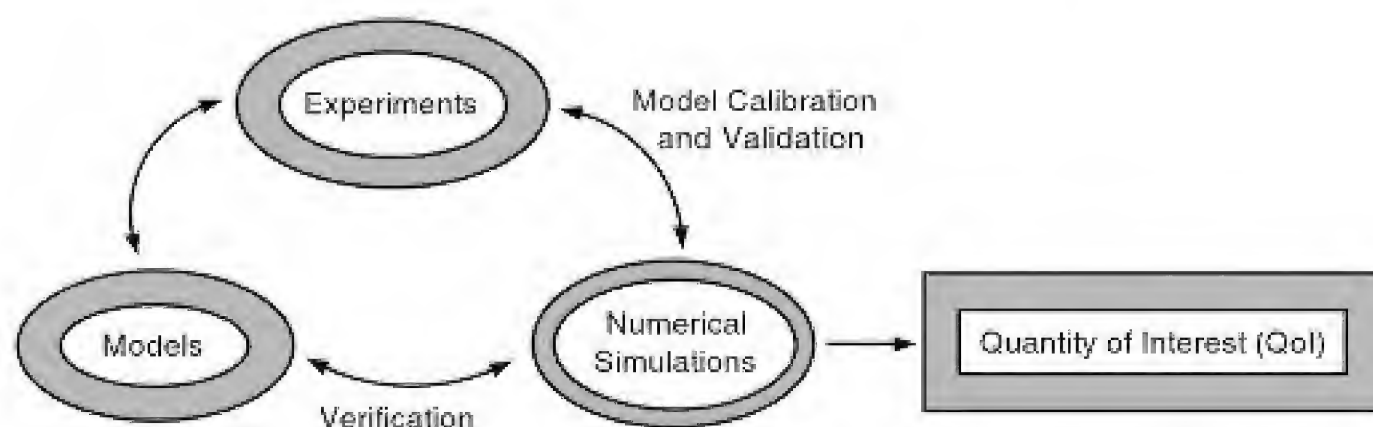 Experiments
Model Calibration
and Validation
Models
Numerical
Simulations
Quantity of Interest (QoI)
Verification